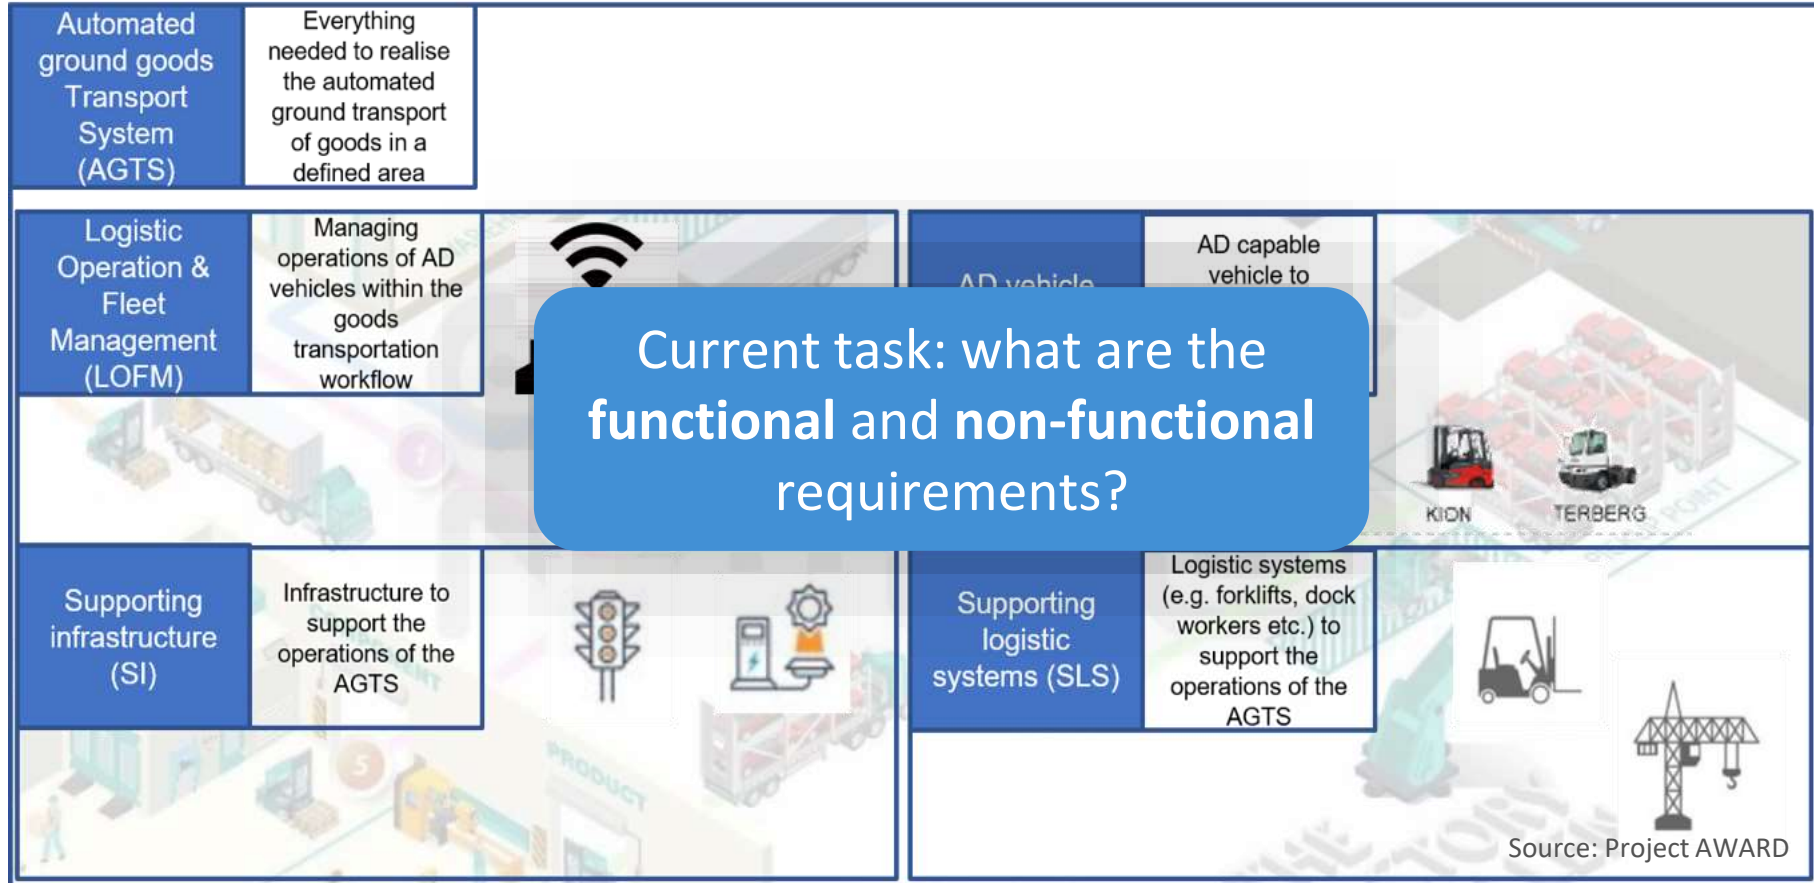 Automated
ground goods
Transport
System
(AGTS)
Everything
needed to realise
the automated
ground transport
of goods in a
defined area
Logistic
Operation &
Fleet
Management
(LOFM)
Managing
operations of AD
vehicles within the
goods
transportation
workflow
AD vehicle
AD capable
vehicle to
Current task: what are the
functional and non-functional
requirements?
KION
TERBERG
POINT
Supporting
infrastructure
(SI)
Infrastructure to
support the
operations of the
AGTS
Supporting
logistic
systems (SLS)
Logistic systems
(e.g. forklifts, dock
workers etc.) to
support the
operations of the
AGTS
5
PRODUCT
THE
Source: Project AWARD